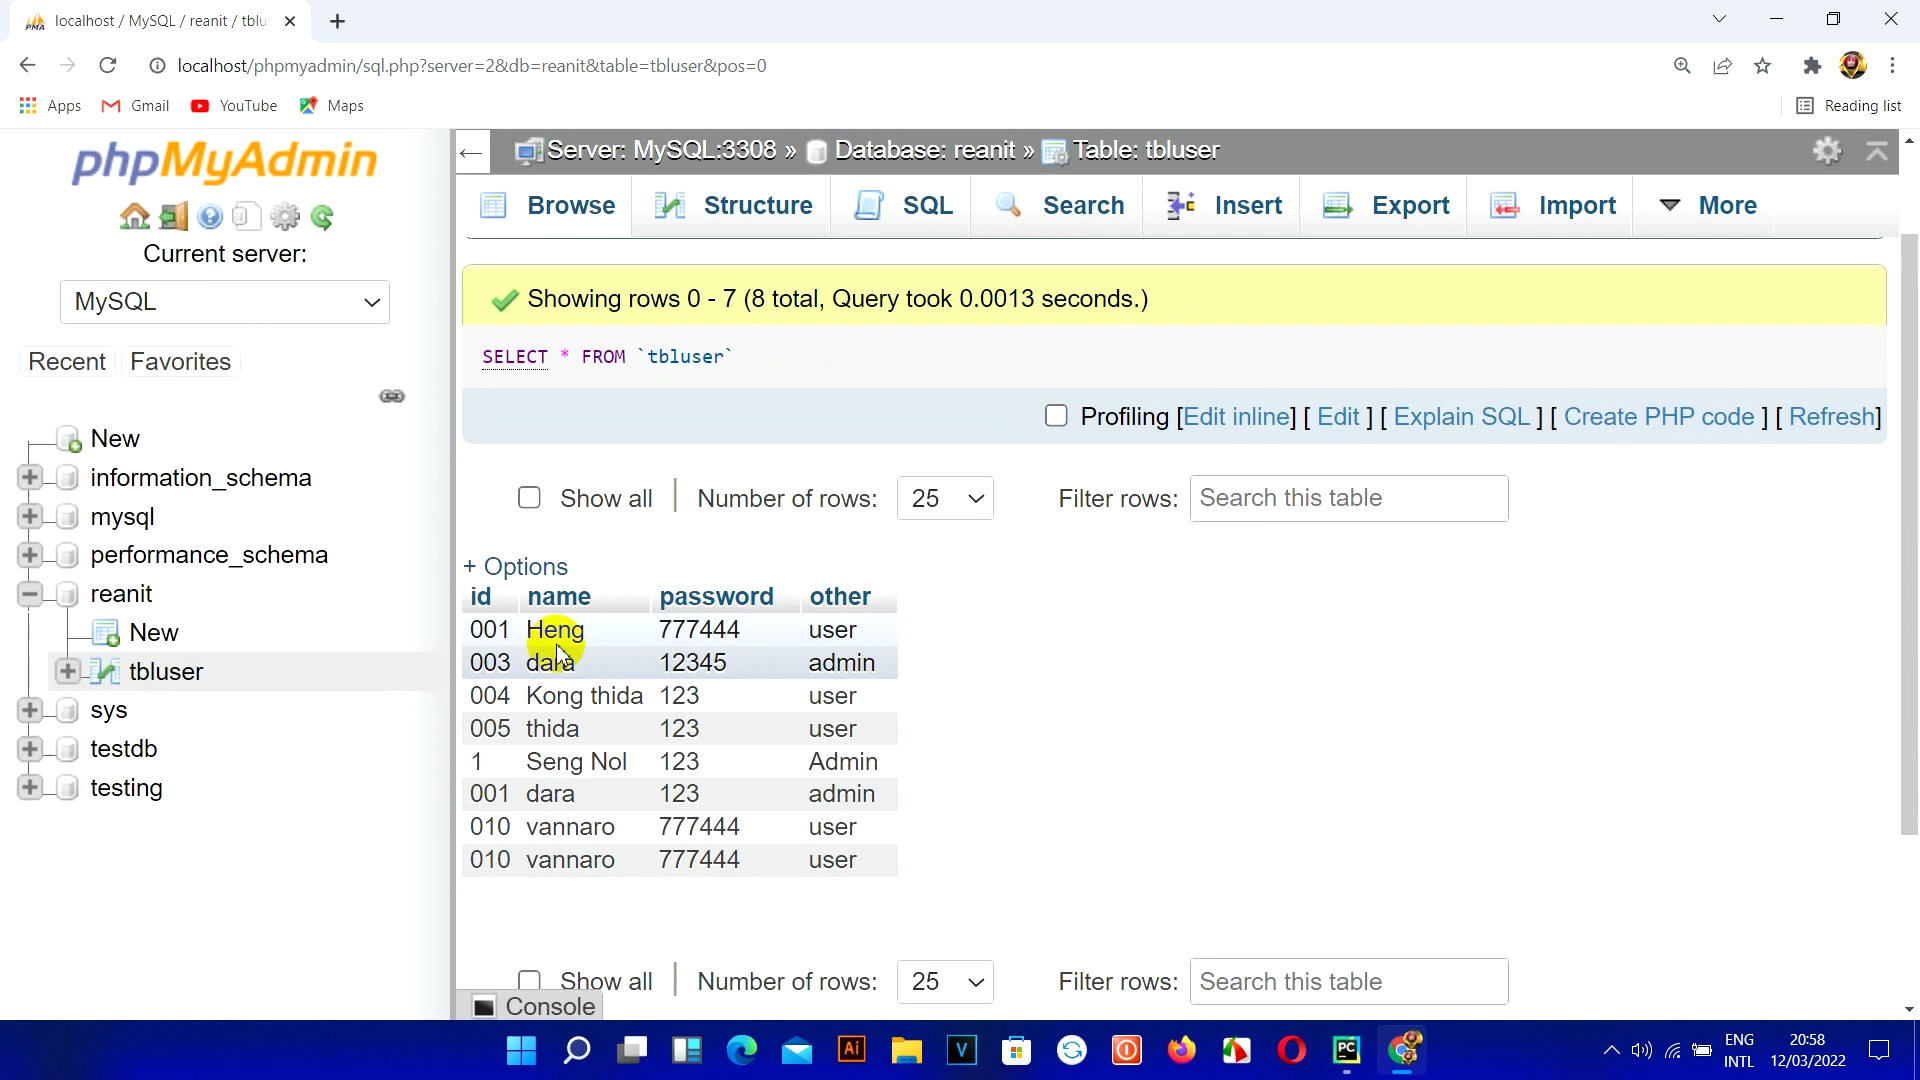 localhost / MySQL / reanit / tblu
localhost/phpmyadmin/sql.php?server=2&db=reanit&table=tbluser&pos=0
Apps Gmail YouTube Maps Reading list
phpMyAdmin
Current server:
MySQL
Recent Favorites
New
information_schema
mysql
performance_schema
reanit
New
tbluser
sys
testdb
testing
Server: MySQL:3308 » Database: reanit » Table: tbluser
Browse Structure SQL Search Insert Export Import More
Showing rows 0 - 7 (8 total, Query took 0.0013 seconds.)
SELECT * FROM `tbluser`
Profiling [Edit inline] [ Edit ] [ Explain SQL ] [ Create PHP code ] [ Refresh]
Show all Number of rows: 25 Filter rows: Search this table
+ Options
id name password other
001 Heng 777444 user
003 dara 12345 admin
004 Kong thida 123 user
005 thida 123 user
1 Seng Nol 123 Admin
001 dara 123 admin
010 vannaro 777444 user
010 vannaro 777444 user
Show all Number of rows: 25 Filter rows: Search this table
Console
Ai V PC
ENG
INTL
20:58
12/03/2022